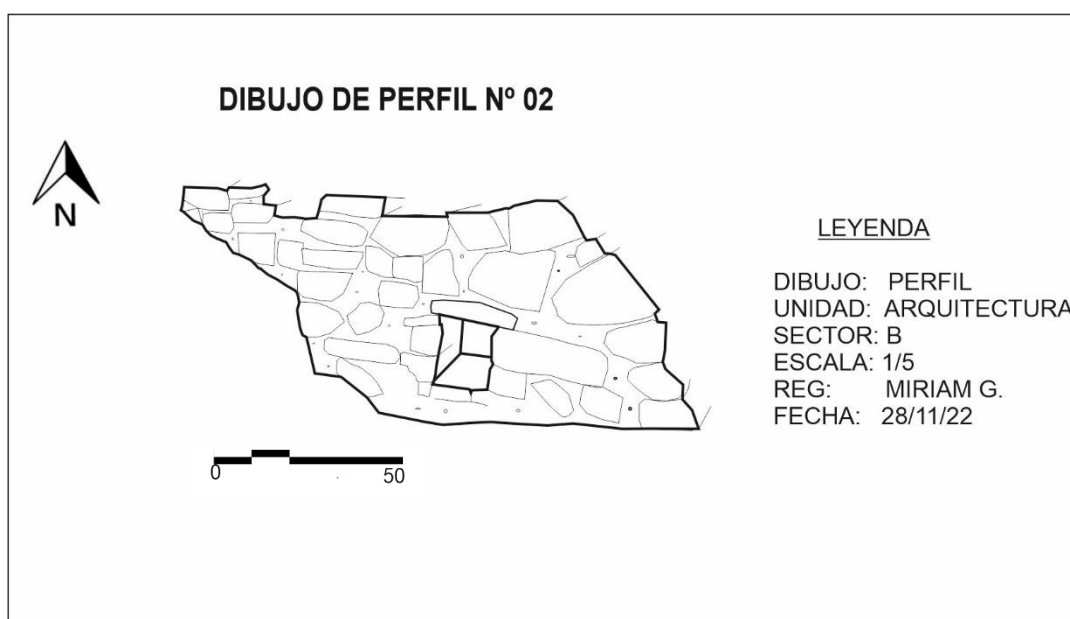 DIBUJO DE PERFIL Nº 02
N
LEYENDA
DIBUJO: PERFIL
UNIDAD: ARQUITECTURA
SECTOR: B
ESCALA: 1/5
REG: MIRIAM G.
FECHA: 28/11/22
0 50